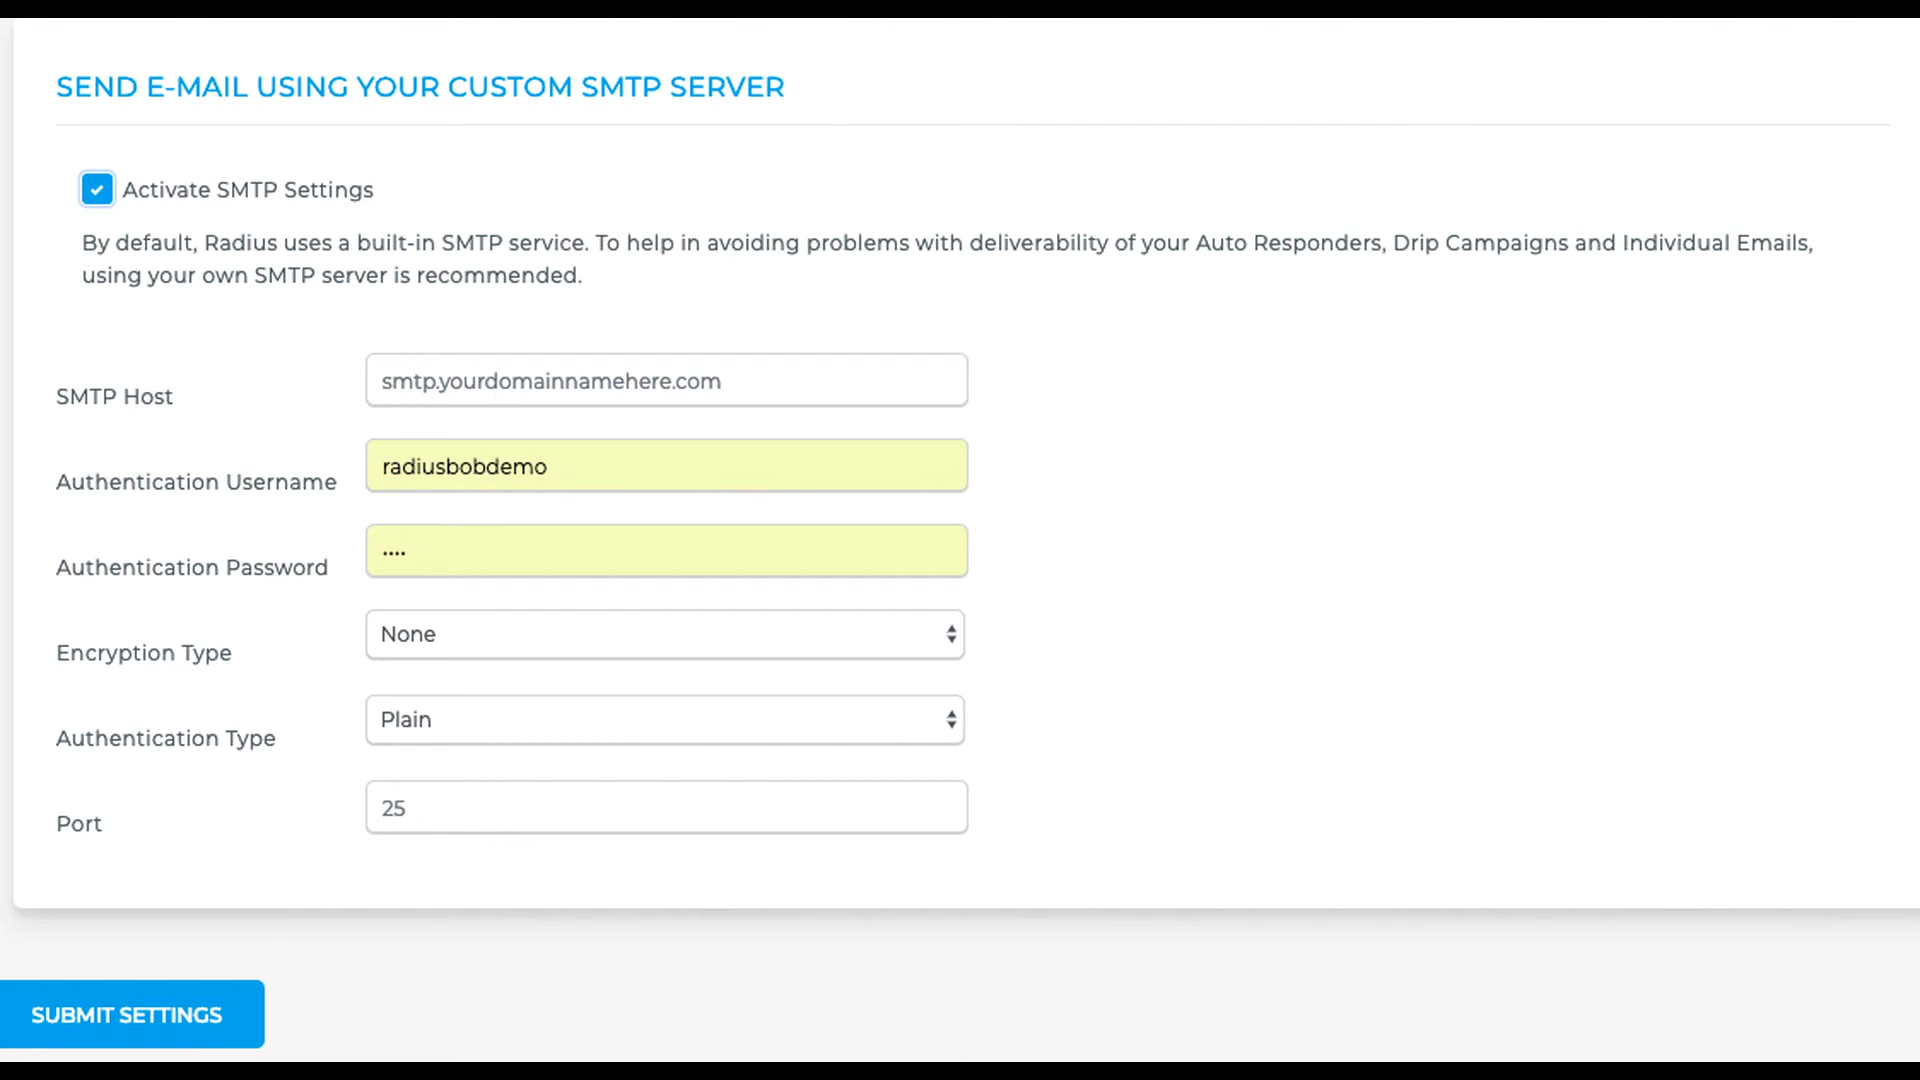 SEND E-MAIL USING YOUR CUSTOM SMTP SERVER
Activate SMTP Settings
By default, Radius uses a built-in SMTP service. To help in avoiding problems with deliverability of your Auto Responders, Drip Campaigns and Individual Emails,
using your own SMTP server is recommended.
SMTP Host
smtp.yourdomainnamehere.com
Authentication Username
radiusbobdemo
Authentication Password
••••
Encryption Type
None
Authentication Type
Plain
Port
25
SUBMIT SETTINGS